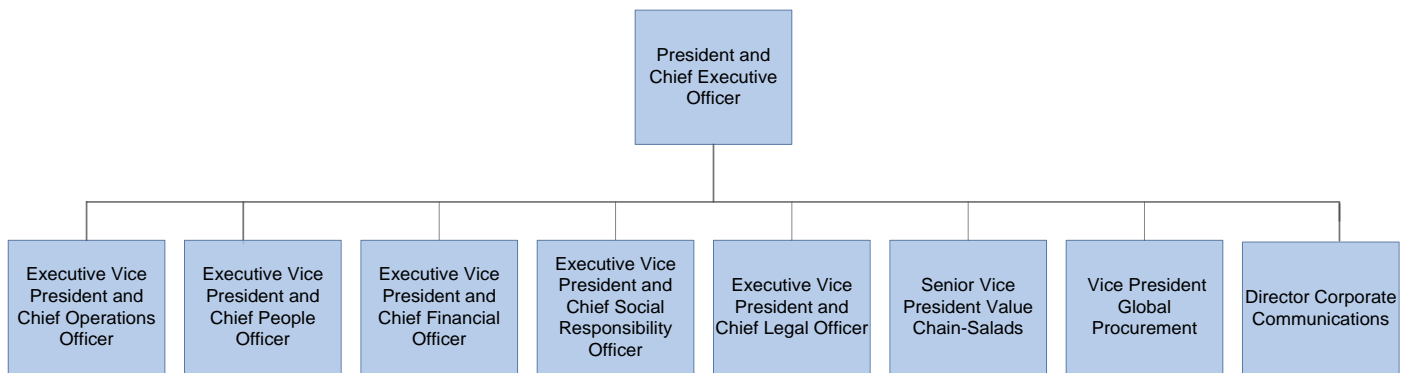 President and
Chief Executive
Officer
Executive Vice
President and
Chief Operations
Officer
Executive Vice
President and
Chief People
Officer
Executive Vice
President and
Chief Financial
Officer
Executive Vice
President and
Chief Social
Responsibility
Officer
Executive Vice
President and
Chief Legal Officer
Senior Vice
President Value
Chain-Salads
Vice President
Global
Procurement
Director Corporate
Communications